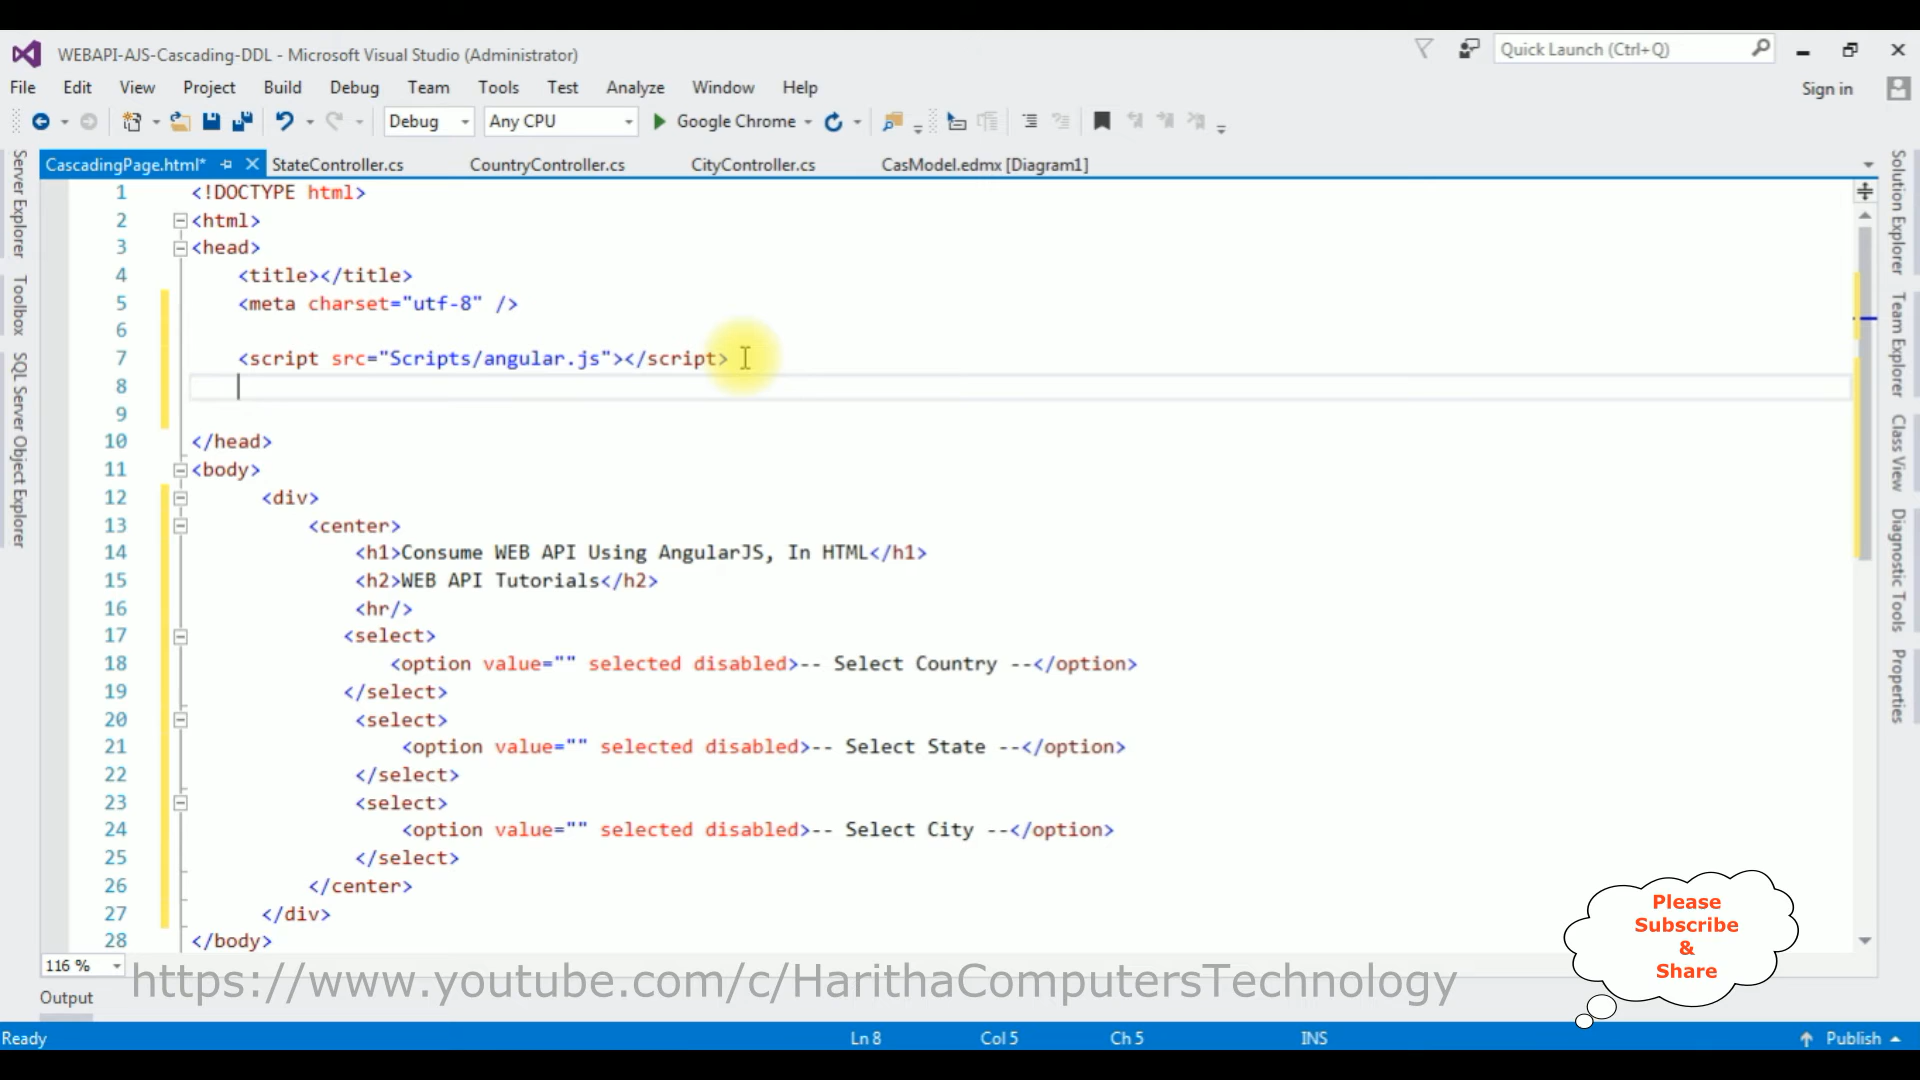 WEBAPI-AJS-Cascading-DDL - Microsoft Visual Studio (Administrator)
Quick Launch (Ctrl+Q)
File Edit View Project Build Debug Team Tools Test Analyze Window Help
Sign in
Debug Any CPU Google Chrome
CascadingPage.html* StateController.cs CountryController.cs CityController.cs CasModel.edmx [Diagram1]
Server Explorer
Toolbox
SQL Server Object Explorer
1 <!DOCTYPE html>
2 <html>
3 <head>
4 <title></title>
5 <meta charset="utf-8" />
6
7 <script src="Scripts/angular.js"></script>
8
9
10 </head>
11 <body>
12 <div>
13 <center>
14 <h1>Consume WEB API Using AngularJS, In HTML</h1>
15 <h2>WEB API Tutorials</h2>
16 <hr/>
17 <select>
18 <option value="" selected disabled>-- Select Country --</option>
19 </select>
20 <select>
21 <option value="" selected disabled>-- Select State --</option>
22 </select>
23 <select>
24 <option value="" selected disabled>-- Select City --</option>
25 </select>
26 </center>
27 </div>
28 </body>
Solution Explorer
Team Explorer
Class View
Diagnostic Tools
Properties
Please
Subscribe
&
Share
116 %
https://www.youtube.com/c/HarithaComputersTechnology
Output
Ready Ln 8 Col 5 Ch 5 INS Publish